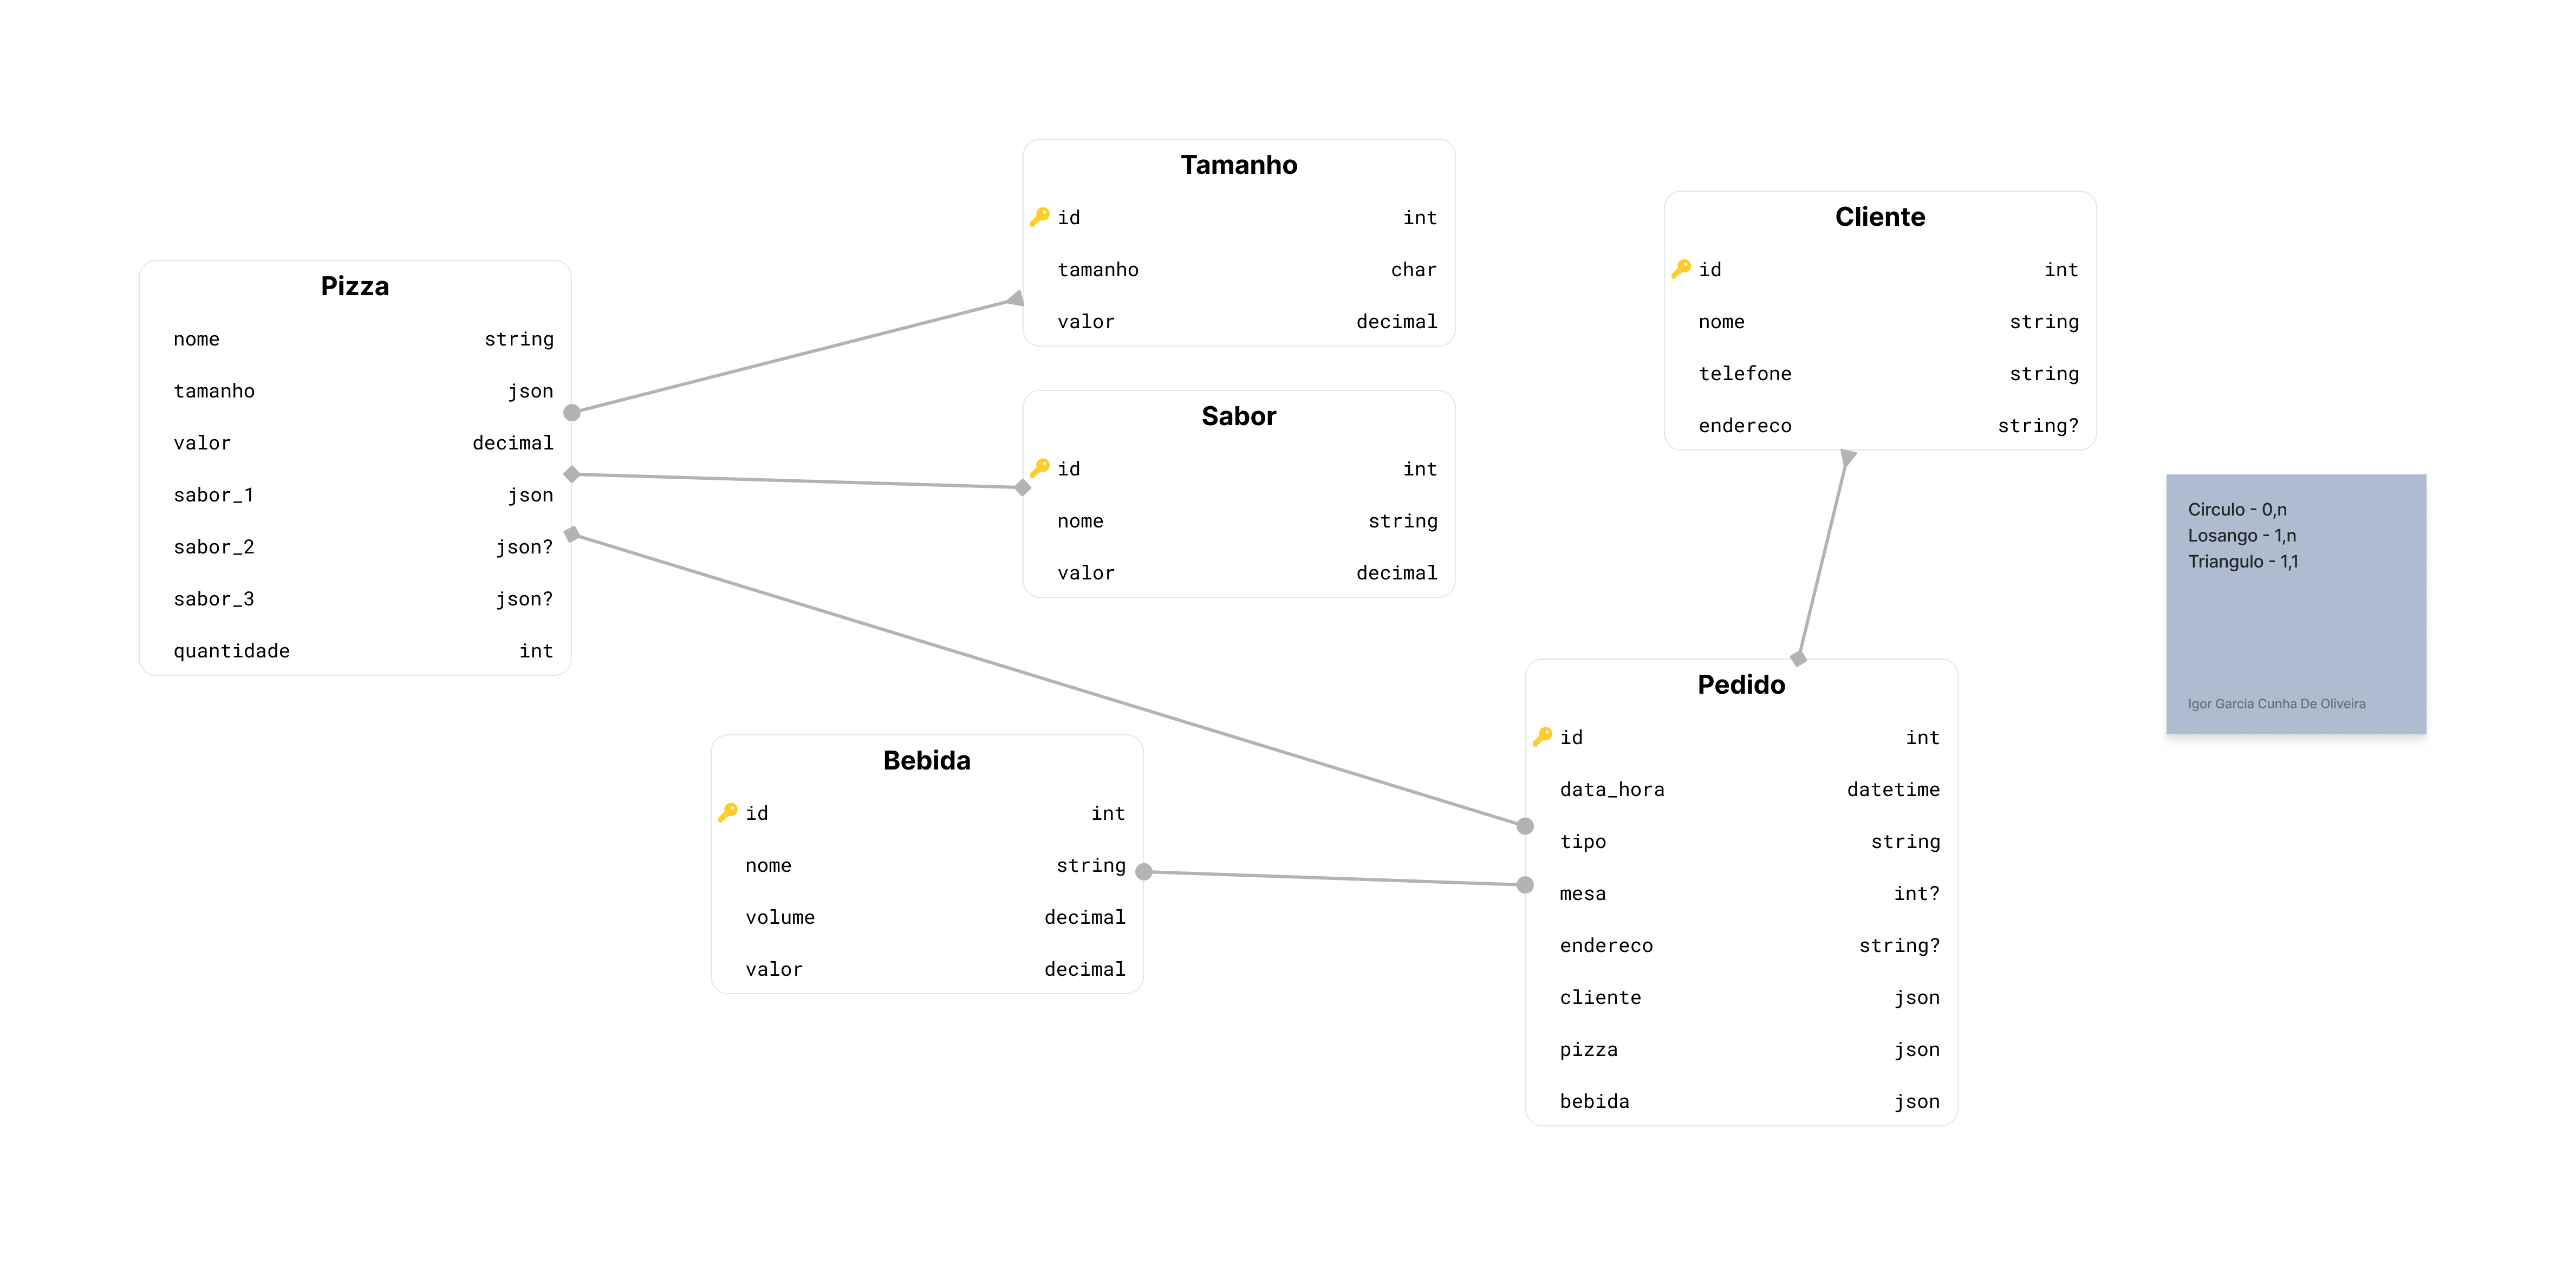 Pizza
nome string
tamanho json
valor decimal
sabor_1 json
sabor_2 json?
sabor_3 json?
quantidade int
Tamanho
id int
tamanho char
valor decimal
Sabor
id int
nome string
valor decimal
Bebida
id int
nome string
volume decimal
valor decimal
Cliente
id int
nome string
telefone string
endereco string?
Pedido
id int
data_hora datetime
tipo string
mesa int?
endereco string?
cliente json
pizza json
bebida json
Circulo - 0,n
Losango - 1,n
Triangulo - 1,1
Igor Garcia Cunha De Oliveira